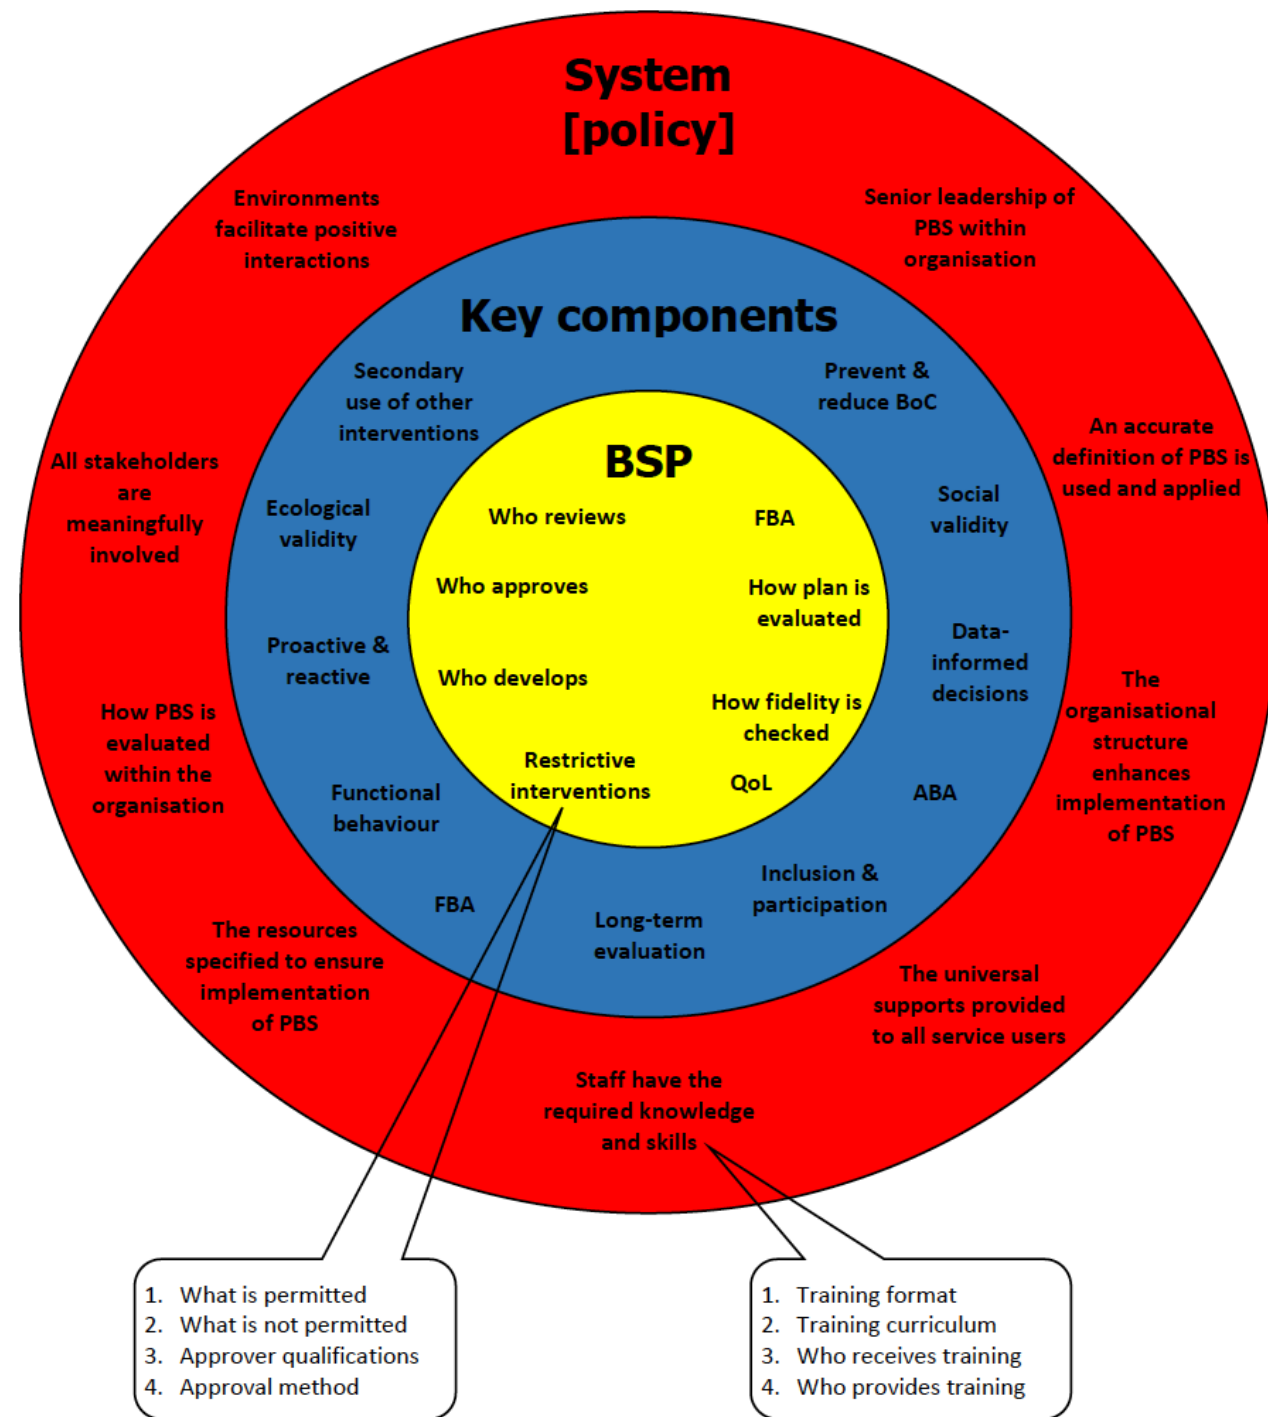 System
[policy]
Environments
facilitate positive
interactions
Senior leadership of
PBS within
organisation
All stakeholders
are
meaningfully
involved
An accurate
definition of PBS is
used and applied
How PBS is
evaluated
within the
organisation
The
organisational
structure
enhances
implementation
of PBS
The resources
specified to ensure
implementation
of PBS
The universal
supports provided
to all service users
Staff have the
required knowledge
and skills
Key components
Secondary
use of other
interventions
Prevent &
reduce BoC
Ecological
validity
Social
validity
Proactive &
reactive
Data-
informed
decisions
Functional
behaviour
ABA
FBA
Long-term
evaluation
Inclusion &
participation
BSP
Who reviews
FBA
Who approves
How plan is
evaluated
Who develops
How fidelity is
checked
Restrictive
interventions
QoL
1. What is permitted
2. What is not permitted
3. Approver qualifications
4. Approval method
1. Training format
2. Training curriculum
3. Who receives training
4. Who provides training